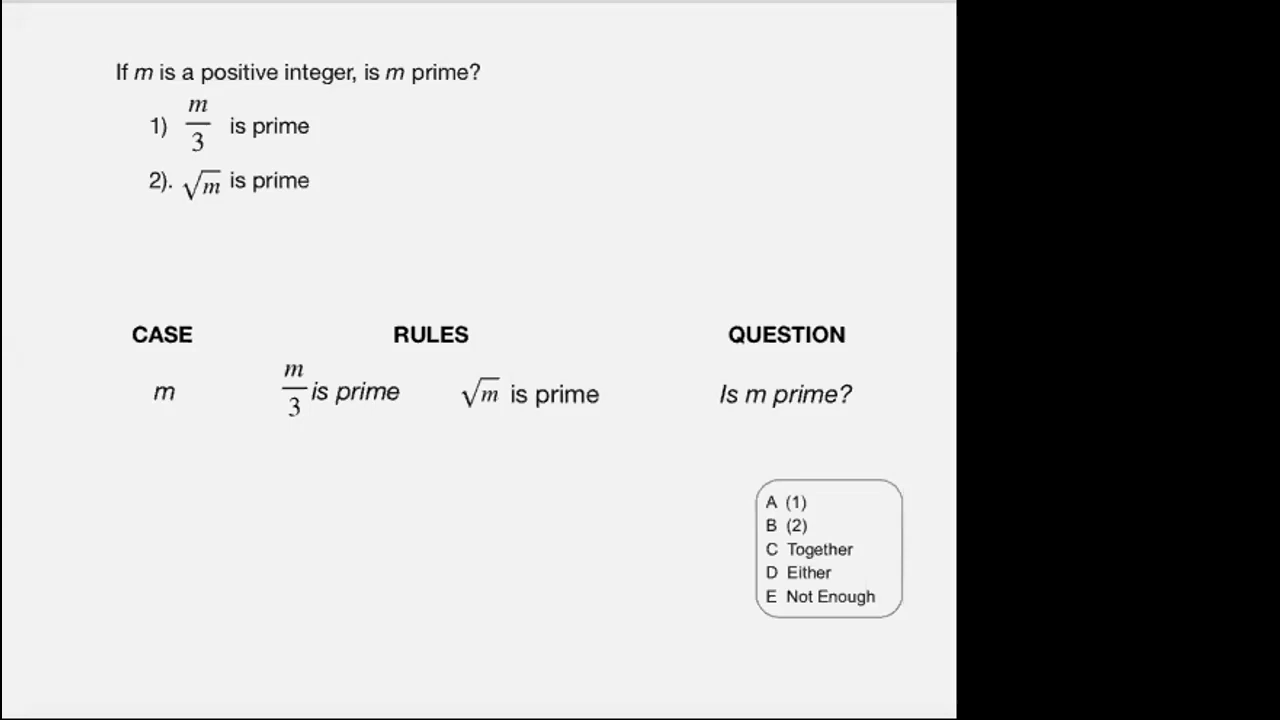 If m is a positive integer, is m prime?
1) m/3 is prime
2). √m is prime
CASE RULES QUESTION
m m/3 is prime √m is prime Is m prime?
A (1)
B (2)
C Together
D Either
E Not Enough